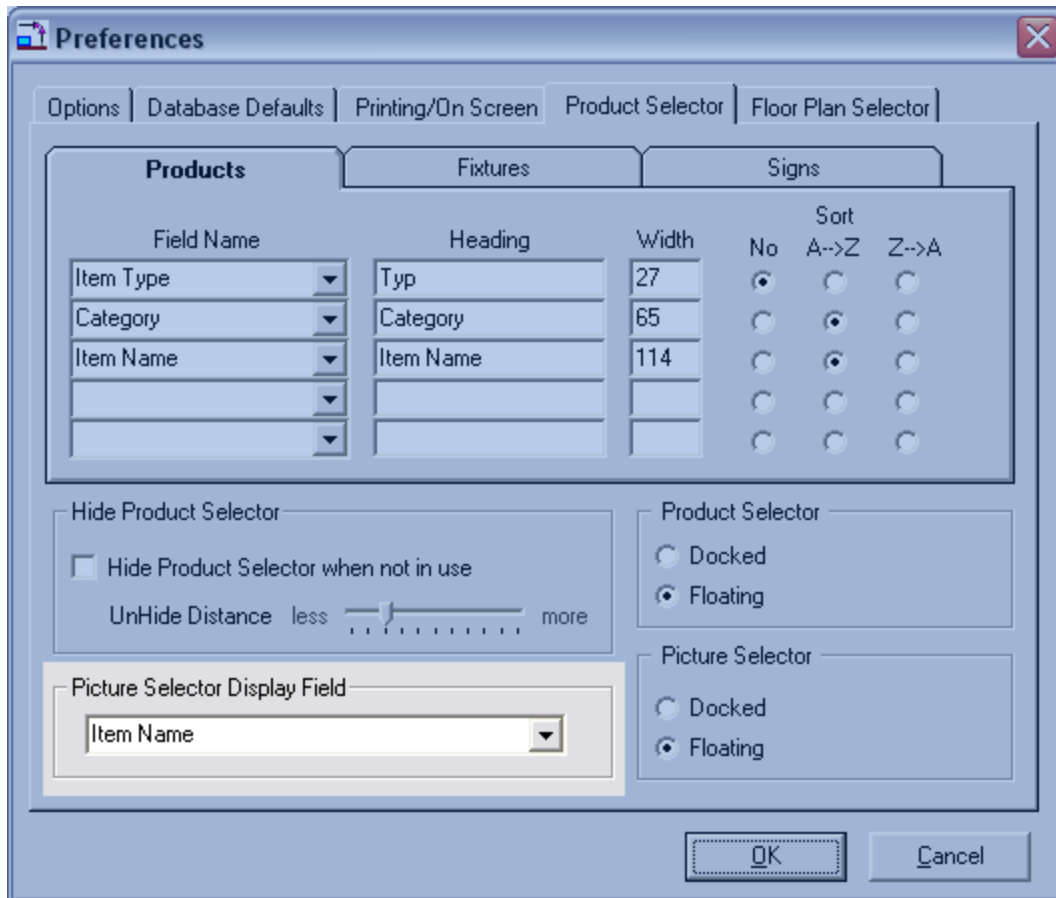 Preferences
Options Database Defaults Printing/On Screen Product Selector Floor Plan Selector
Products Fixtures Signs
Sort
Field Name Heading Width No A-->Z Z-->A
Item Type Typ 27
Category Category 65
Item Name Item Name 114
Hide Product Selector
Hide Product Selector when not in use
UnHide Distance less more
Product Selector
Docked
Floating
Picture Selector Display Field
Item Name
Picture Selector
Docked
Floating
OK Cancel